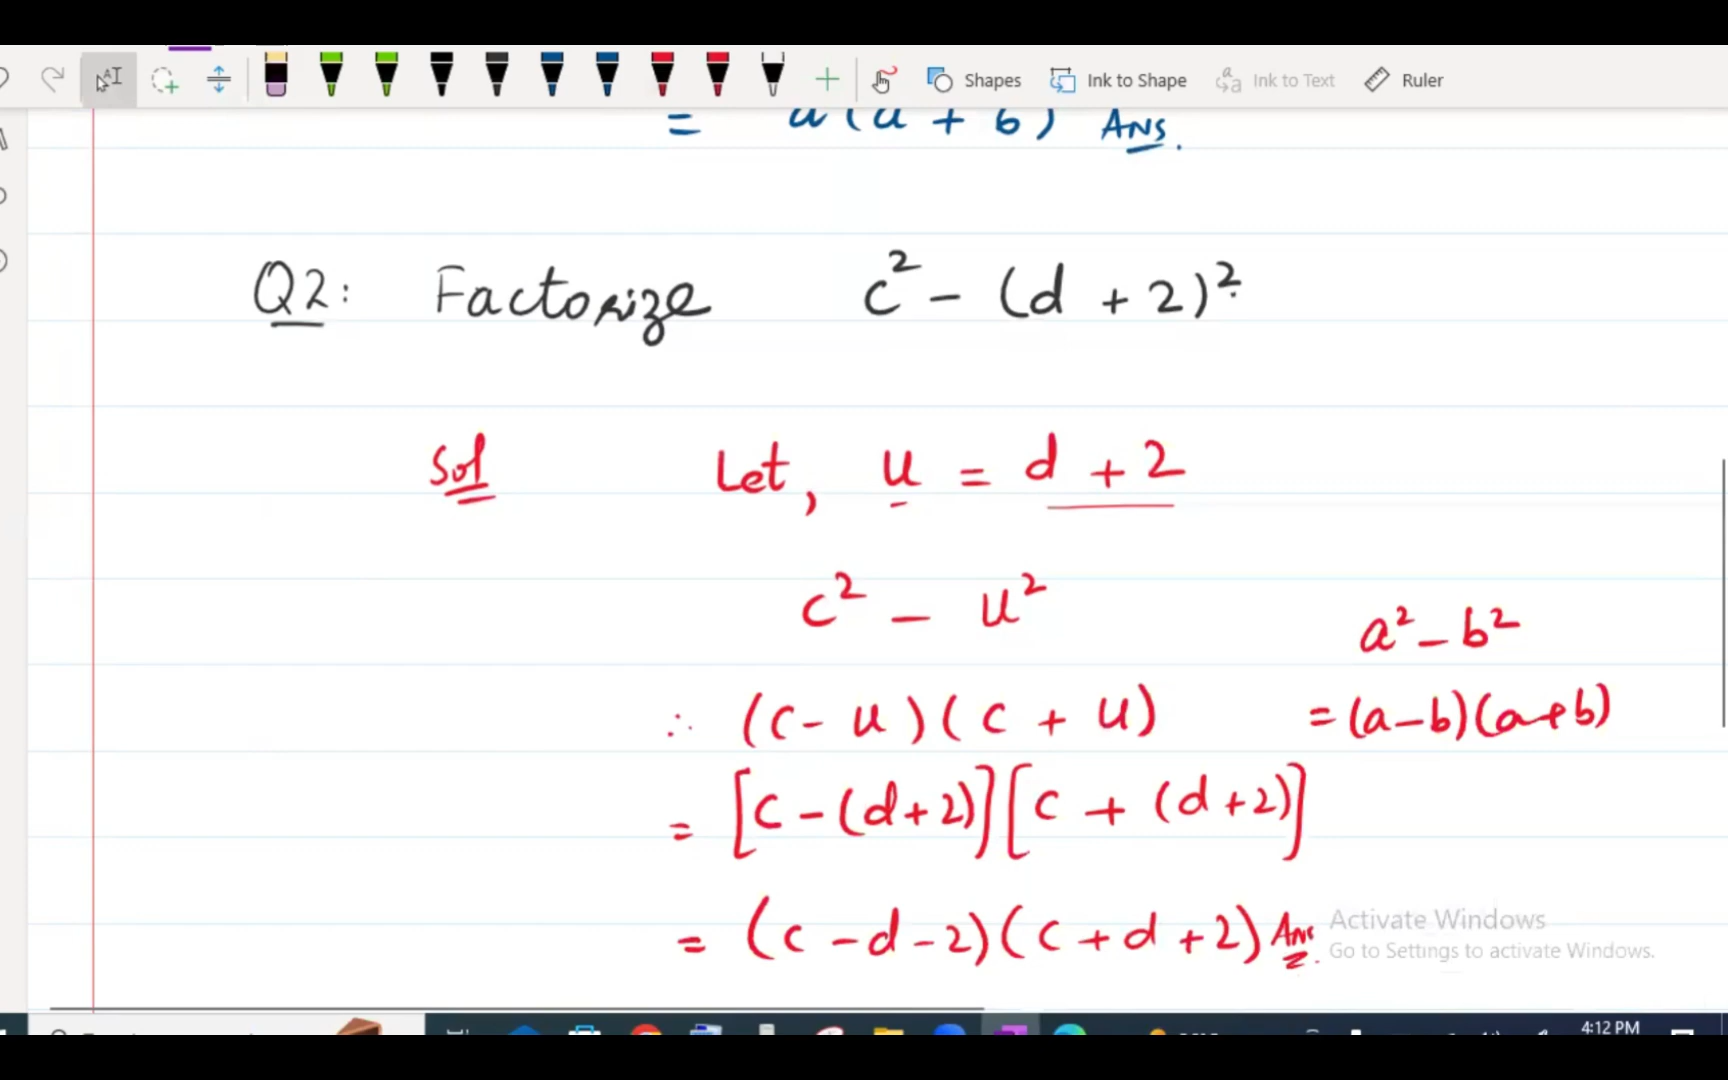 Shapes Ink to Shape Ink to Text Ruler
= a(a + b) Ans.
Q2: Factorize c² - (d + 2)²
Sol Let, u = d + 2
c² - u²
a² - b²
∴ (c - u)(c + u) = (a - b)(a + b)
= [c - (d+2)][c + (d+2)]
= (c - d - 2)(c + d + 2) Ans.
Activate Windows
Go to Settings to activate Windows.
4:12 PM